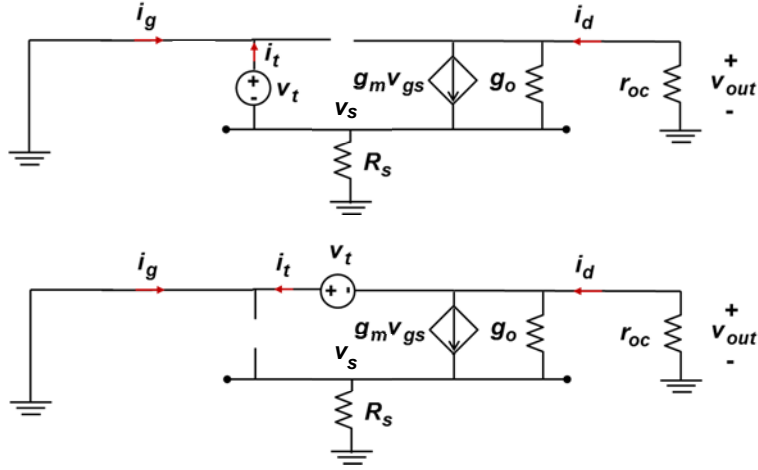 i_g i_t i_d
+ - v_t g_m v_gs g_o r_oc + v_out -
v_s
R_s
i_g i_t v_t i_d
+ - g_m v_gs g_o r_oc + v_out -
v_s
R_s